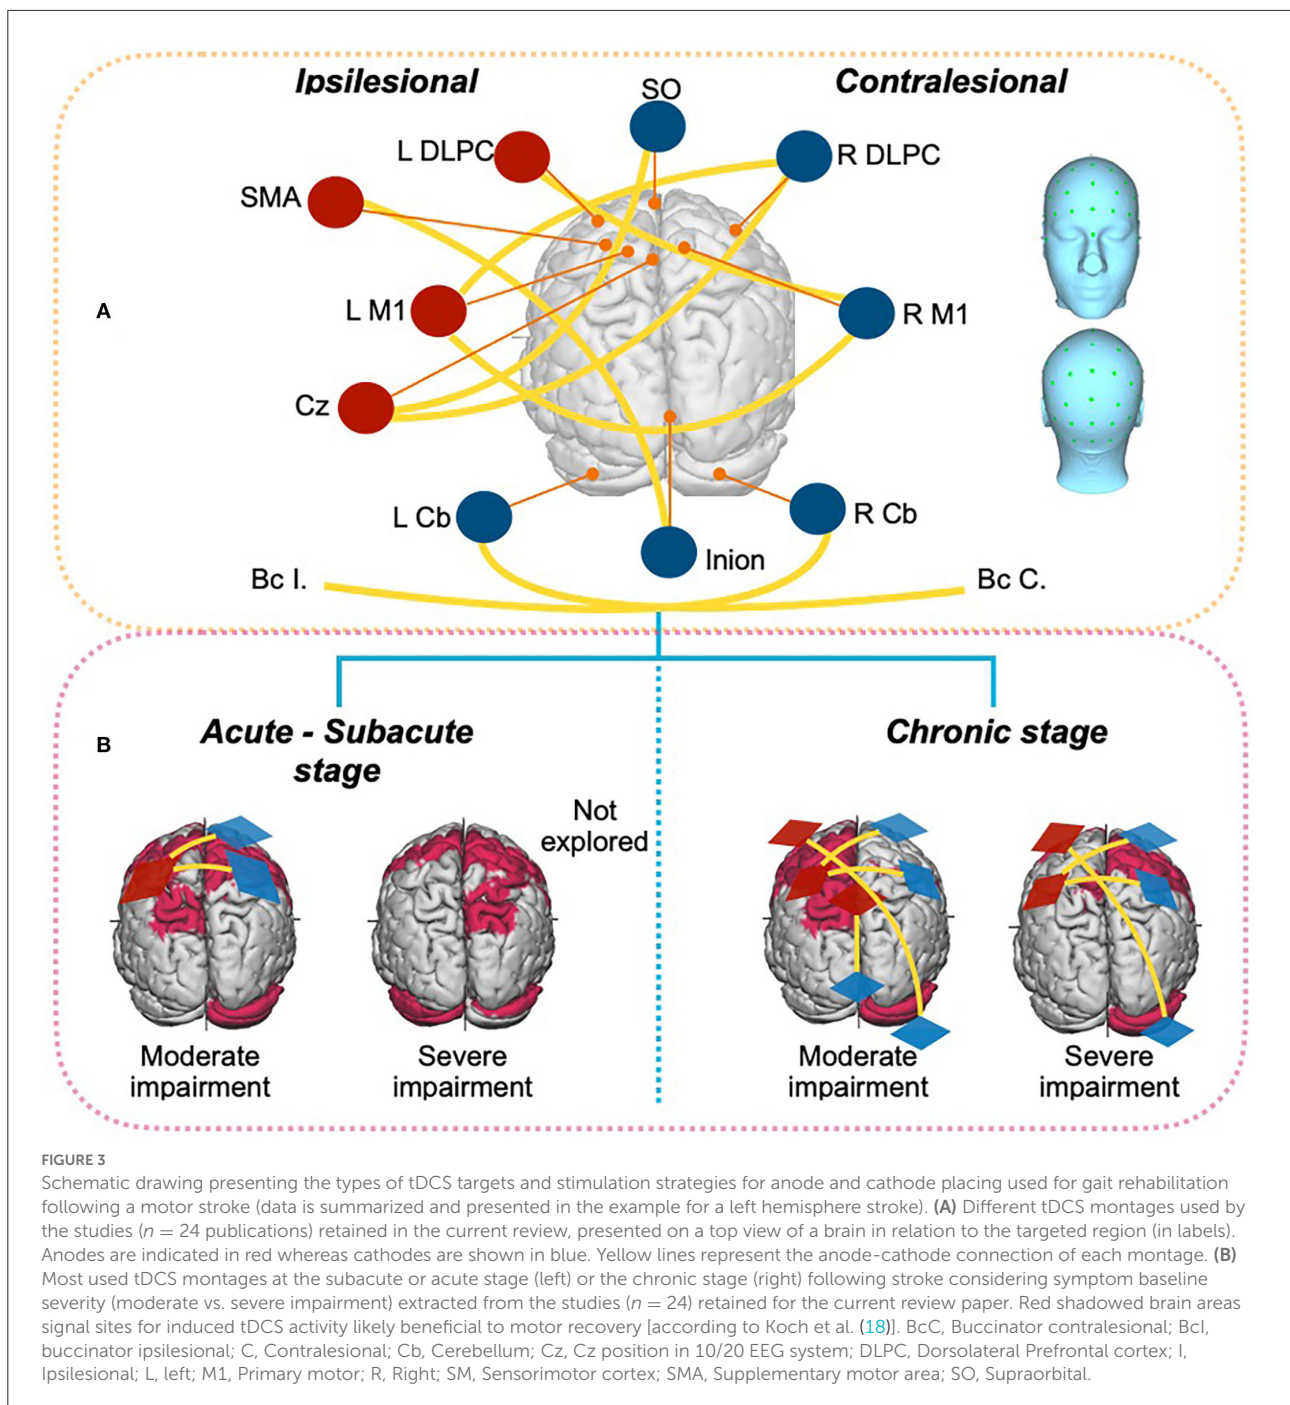 Ipsilesional
Contralesional
SO
L DLPC
R DLPC
SMA
A
L M1
R M1
Cz
L Cb
R Cb
Inion
Bc I.
Bc C.
B
Acute - Subacute
stage
Chronic stage
Not
explored
Moderate
impairment
Severe
impairment
Moderate
impairment
Severe
impairment
FIGURE 3
Schematic drawing presenting the types of tDCS targets and stimulation strategies for anode and cathode placing used for gait rehabilitation
following a motor stroke (data is summarized and presented in the example for a left hemisphere stroke). (A) Different tDCS montages used by
the studies (n = 24 publications) retained in the current review, presented on a top view of a brain in relation to the targeted region (in labels).
Anodes are indicated in red whereas cathodes are shown in blue. Yellow lines represent the anode-cathode connection of each montage. (B)
Most used tDCS montages at the subacute or acute stage (left) or the chronic stage (right) following stroke considering symptom baseline
severity (moderate vs. severe impairment) extracted from the studies (n = 24) retained for the current review paper. Red shadowed brain areas
signal sites for induced tDCS activity likely beneficial to motor recovery [according to Koch et al. (18)]. BcC, Buccinator contralesional; BcI,
buccinator ipsilesional; C, Contralesional; Cb, Cerebellum; Cz, Cz position in 10/20 EEG system; DLPC, Dorsolateral Prefrontal cortex; I,
Ipsilesional; L, left; M1, Primary motor; R, Right; SM, Sensorimotor cortex; SMA, Supplementary motor area; SO, Supraorbital.